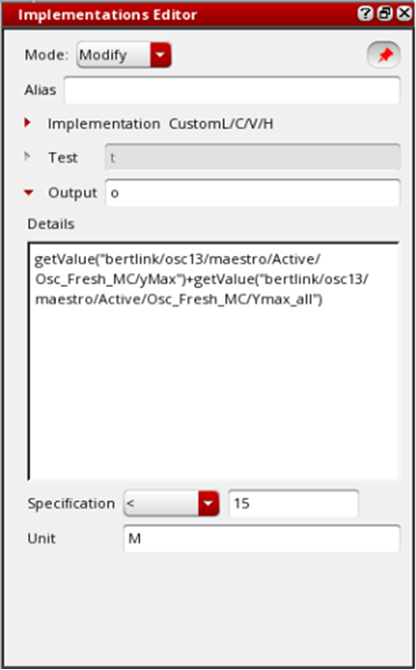 Implementations Editor
Mode: Modify
Alias
Implementation CustomL/C/V/H
Test t
Output o
Details
getValue("bertlink/osc13/maestro/Active/
Osc_Fresh_MC/yMax")+getValue("bertlink/osc13/
maestro/Active/Osc_Fresh_MC/Ymax_all")
Specification < 15
Unit M